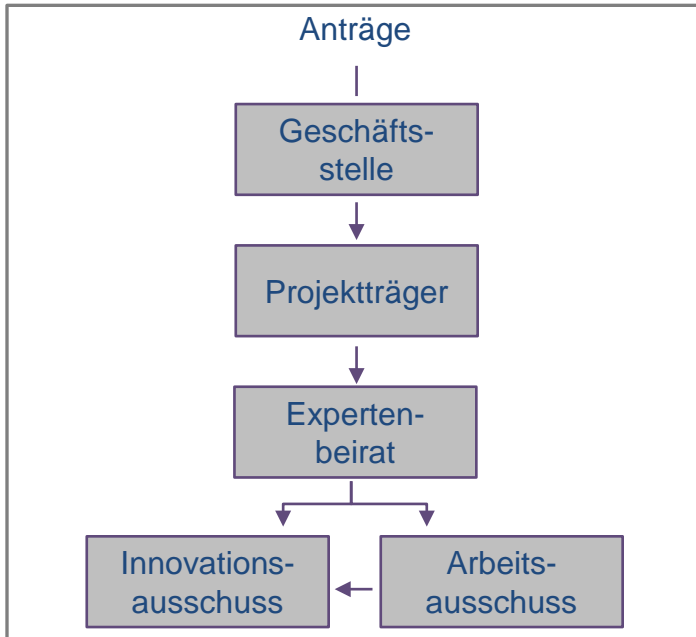 Anträge
Geschäfts-
stelle
Projektträger
Experten-
beirat
Innovations-
ausschuss
Arbeits-
ausschuss